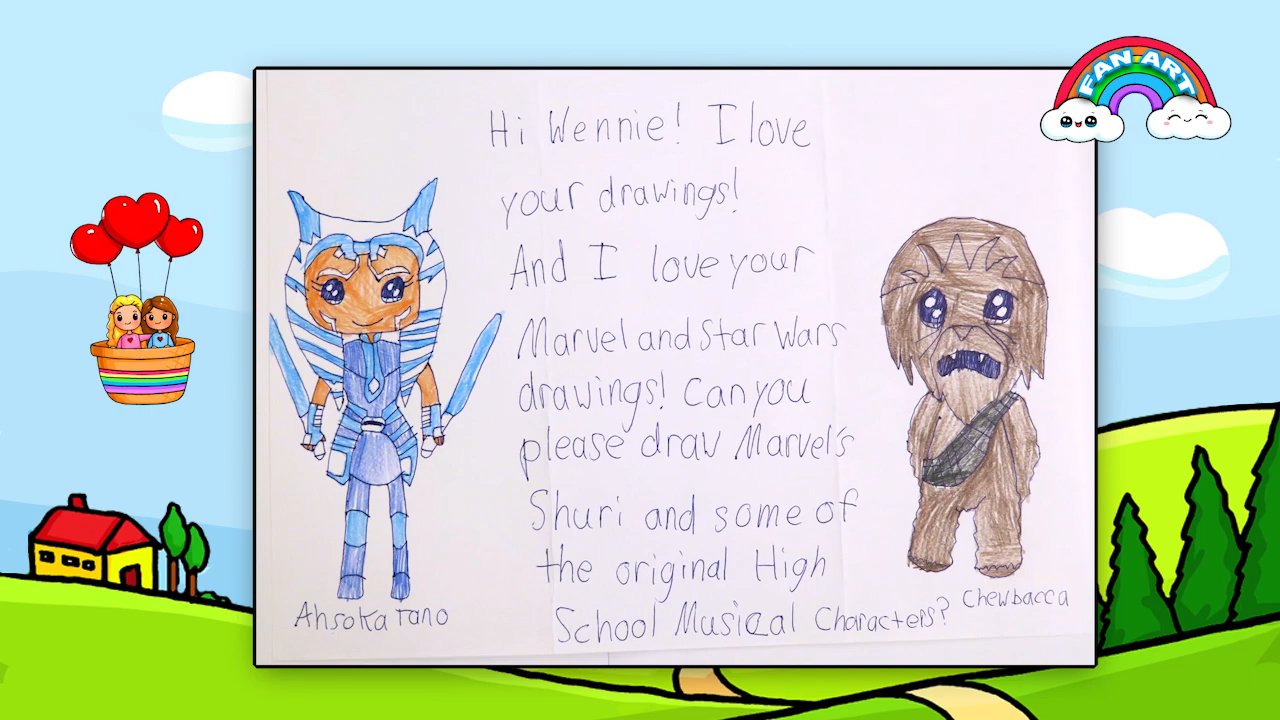 FAN ART
Hi Wennie! I love
your drawings!
And I love your
Marvel and Star Wars
drawings! Can you
please draw Marvel's
Shuri and some of
the original High
School Musical Characters?
Ahsoka Tano
Chewbacca